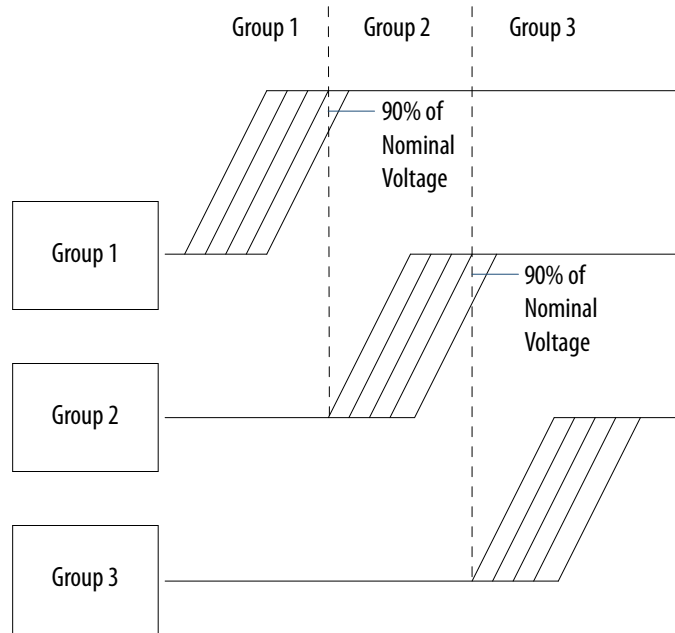 Group 1
Group 2
Group 3
90% of
Nominal
Voltage
Group 1
90% of
Nominal
Voltage
Group 2
Group 3